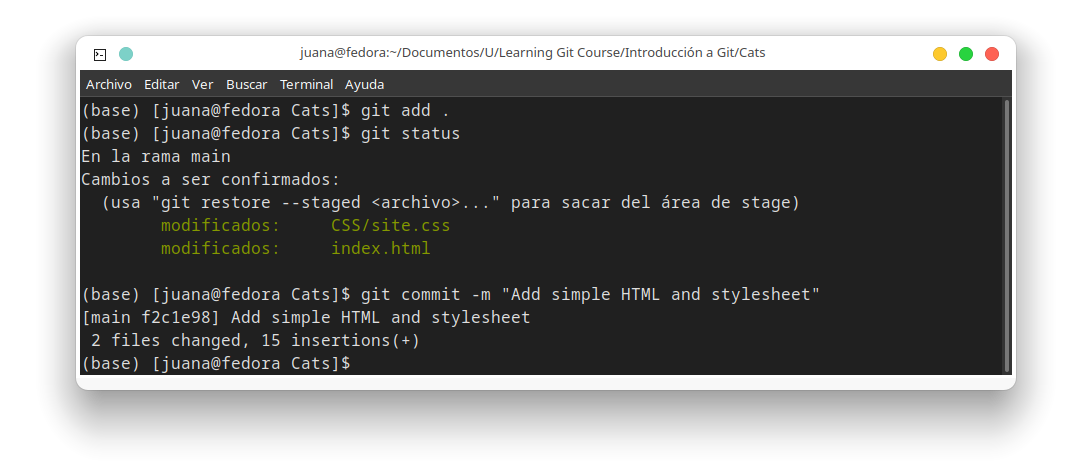 juana@fedora:~/Documentos/U/Learning Git Course/Introducción a Git/Cats
Archivo Editar Ver Buscar Terminal Ayuda
(base) [juana@fedora Cats]$ git add .
(base) [juana@fedora Cats]$ git status
En la rama main
Cambios a ser confirmados:
  (usa "git restore --staged <archivo>..." para sacar del área de stage)
        modificados:     CSS/site.css
        modificados:     index.html

(base) [juana@fedora Cats]$ git commit -m "Add simple HTML and stylesheet"
[main f2c1e98] Add simple HTML and stylesheet
 2 files changed, 15 insertions(+)
(base) [juana@fedora Cats]$